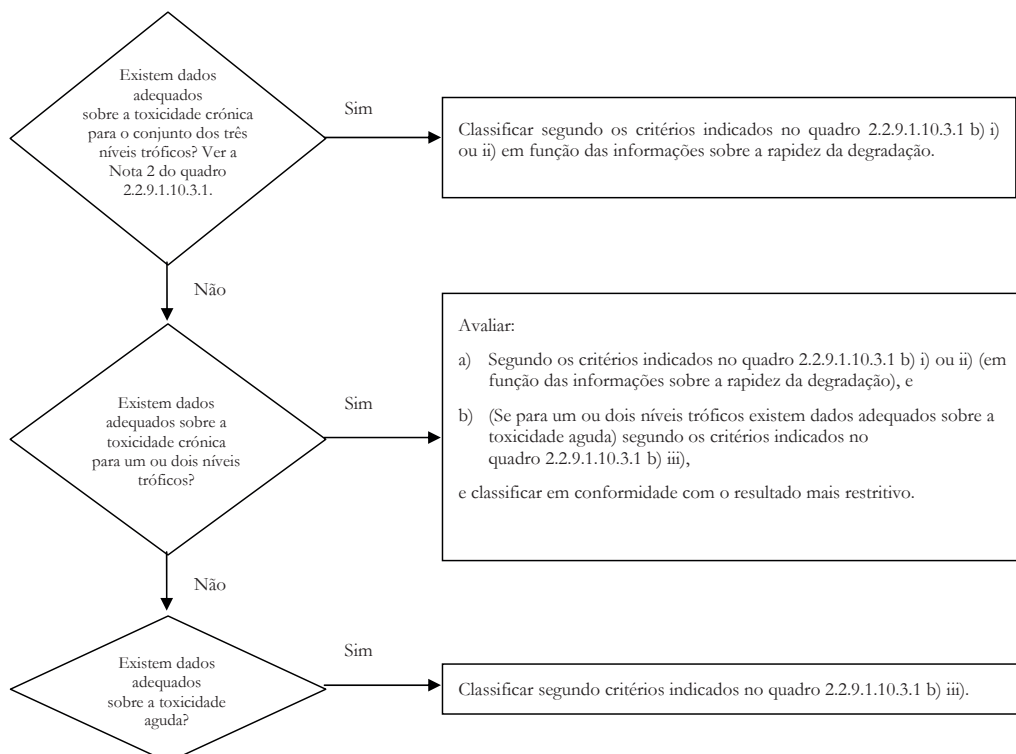 Existem dados
adequados
sobre a toxicidade crónica
para o conjunto dos três
níveis tróficos? Ver a
Nota 2 do quadro
2.2.9.1.10.3.1.
Sim
Classificar segundo os critérios indicados no quadro 2.2.9.1.10.3.1 b) i)
ou ii) em função das informações sobre a rapidez da degradação.
Não
Existem dados
adequados sobre a
toxicidade crónica
para um ou dois níveis
tróficos?
Sim
Avaliar:
a) Segundo os critérios indicados no quadro 2.2.9.1.10.3.1 b) i) ou ii) (em
função das informações sobre a rapidez da degradação), e
b) (Se para um ou dois níveis tróficos existem dados adequados sobre a
toxicidade aguda) segundo os critérios indicados no
quadro 2.2.9.1.10.3.1 b) iii),
e classificar em conformidade com o resultado mais restritivo.
Não
Existem dados
adequados
sobre a toxicidade
aguda?
Sim
Classificar segundo critérios indicados no quadro 2.2.9.1.10.3.1 b) iii).